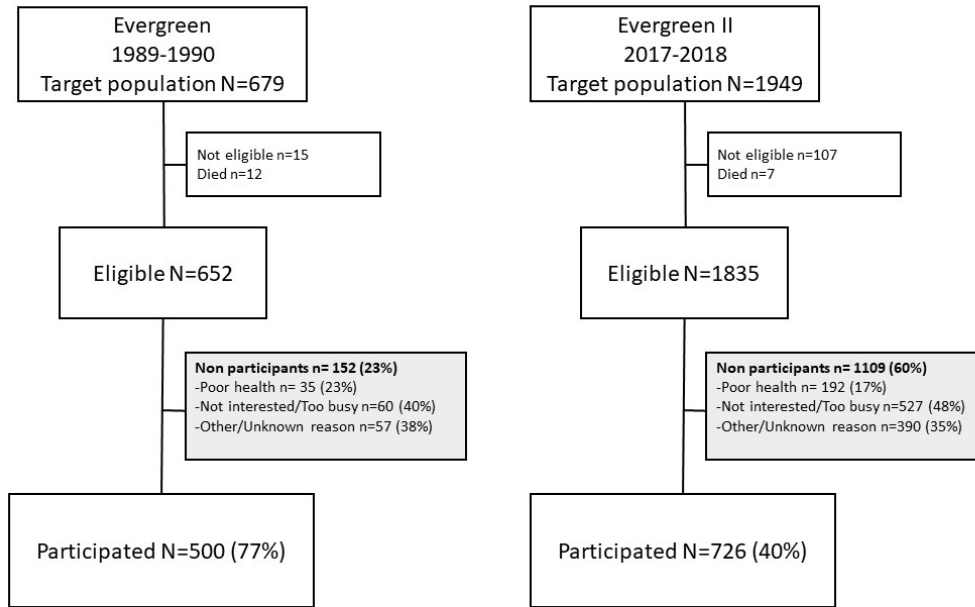 Evergreen
1989-1990
Target population N=679
Not eligible n=15
Died n=12
Eligible N=652
Non participants n= 152 (23%)
-Poor health n= 35 (23%)
-Not interested/Too busy n=60 (40%)
-Other/Unknown reason n=57 (38%)
Participated N=500 (77%)
Evergreen II
2017-2018
Target population N=1949
Not eligible n=107
Died n=7
Eligible N=1835
Non participants n= 1109 (60%)
-Poor health n= 192 (17%)
-Not interested/Too busy n=527 (48%)
-Other/Unknown reason n=390 (35%)
Participated N=726 (40%)